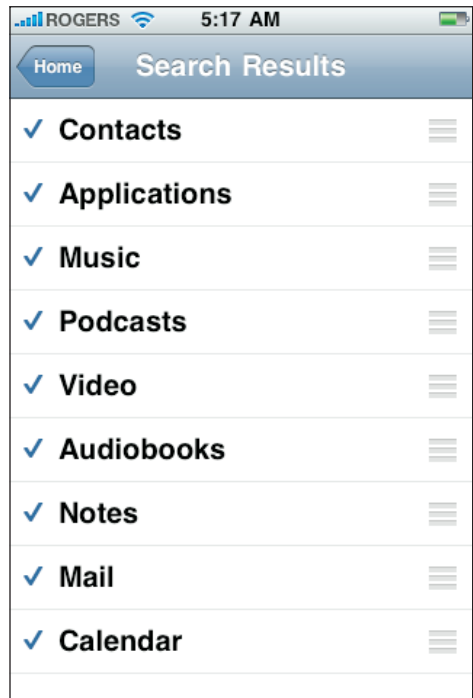 ROGERS 5:17 AM
Home Search Results
Contacts
Applications
Music
Podcasts
Video
Audiobooks
Notes
Mail
Calendar